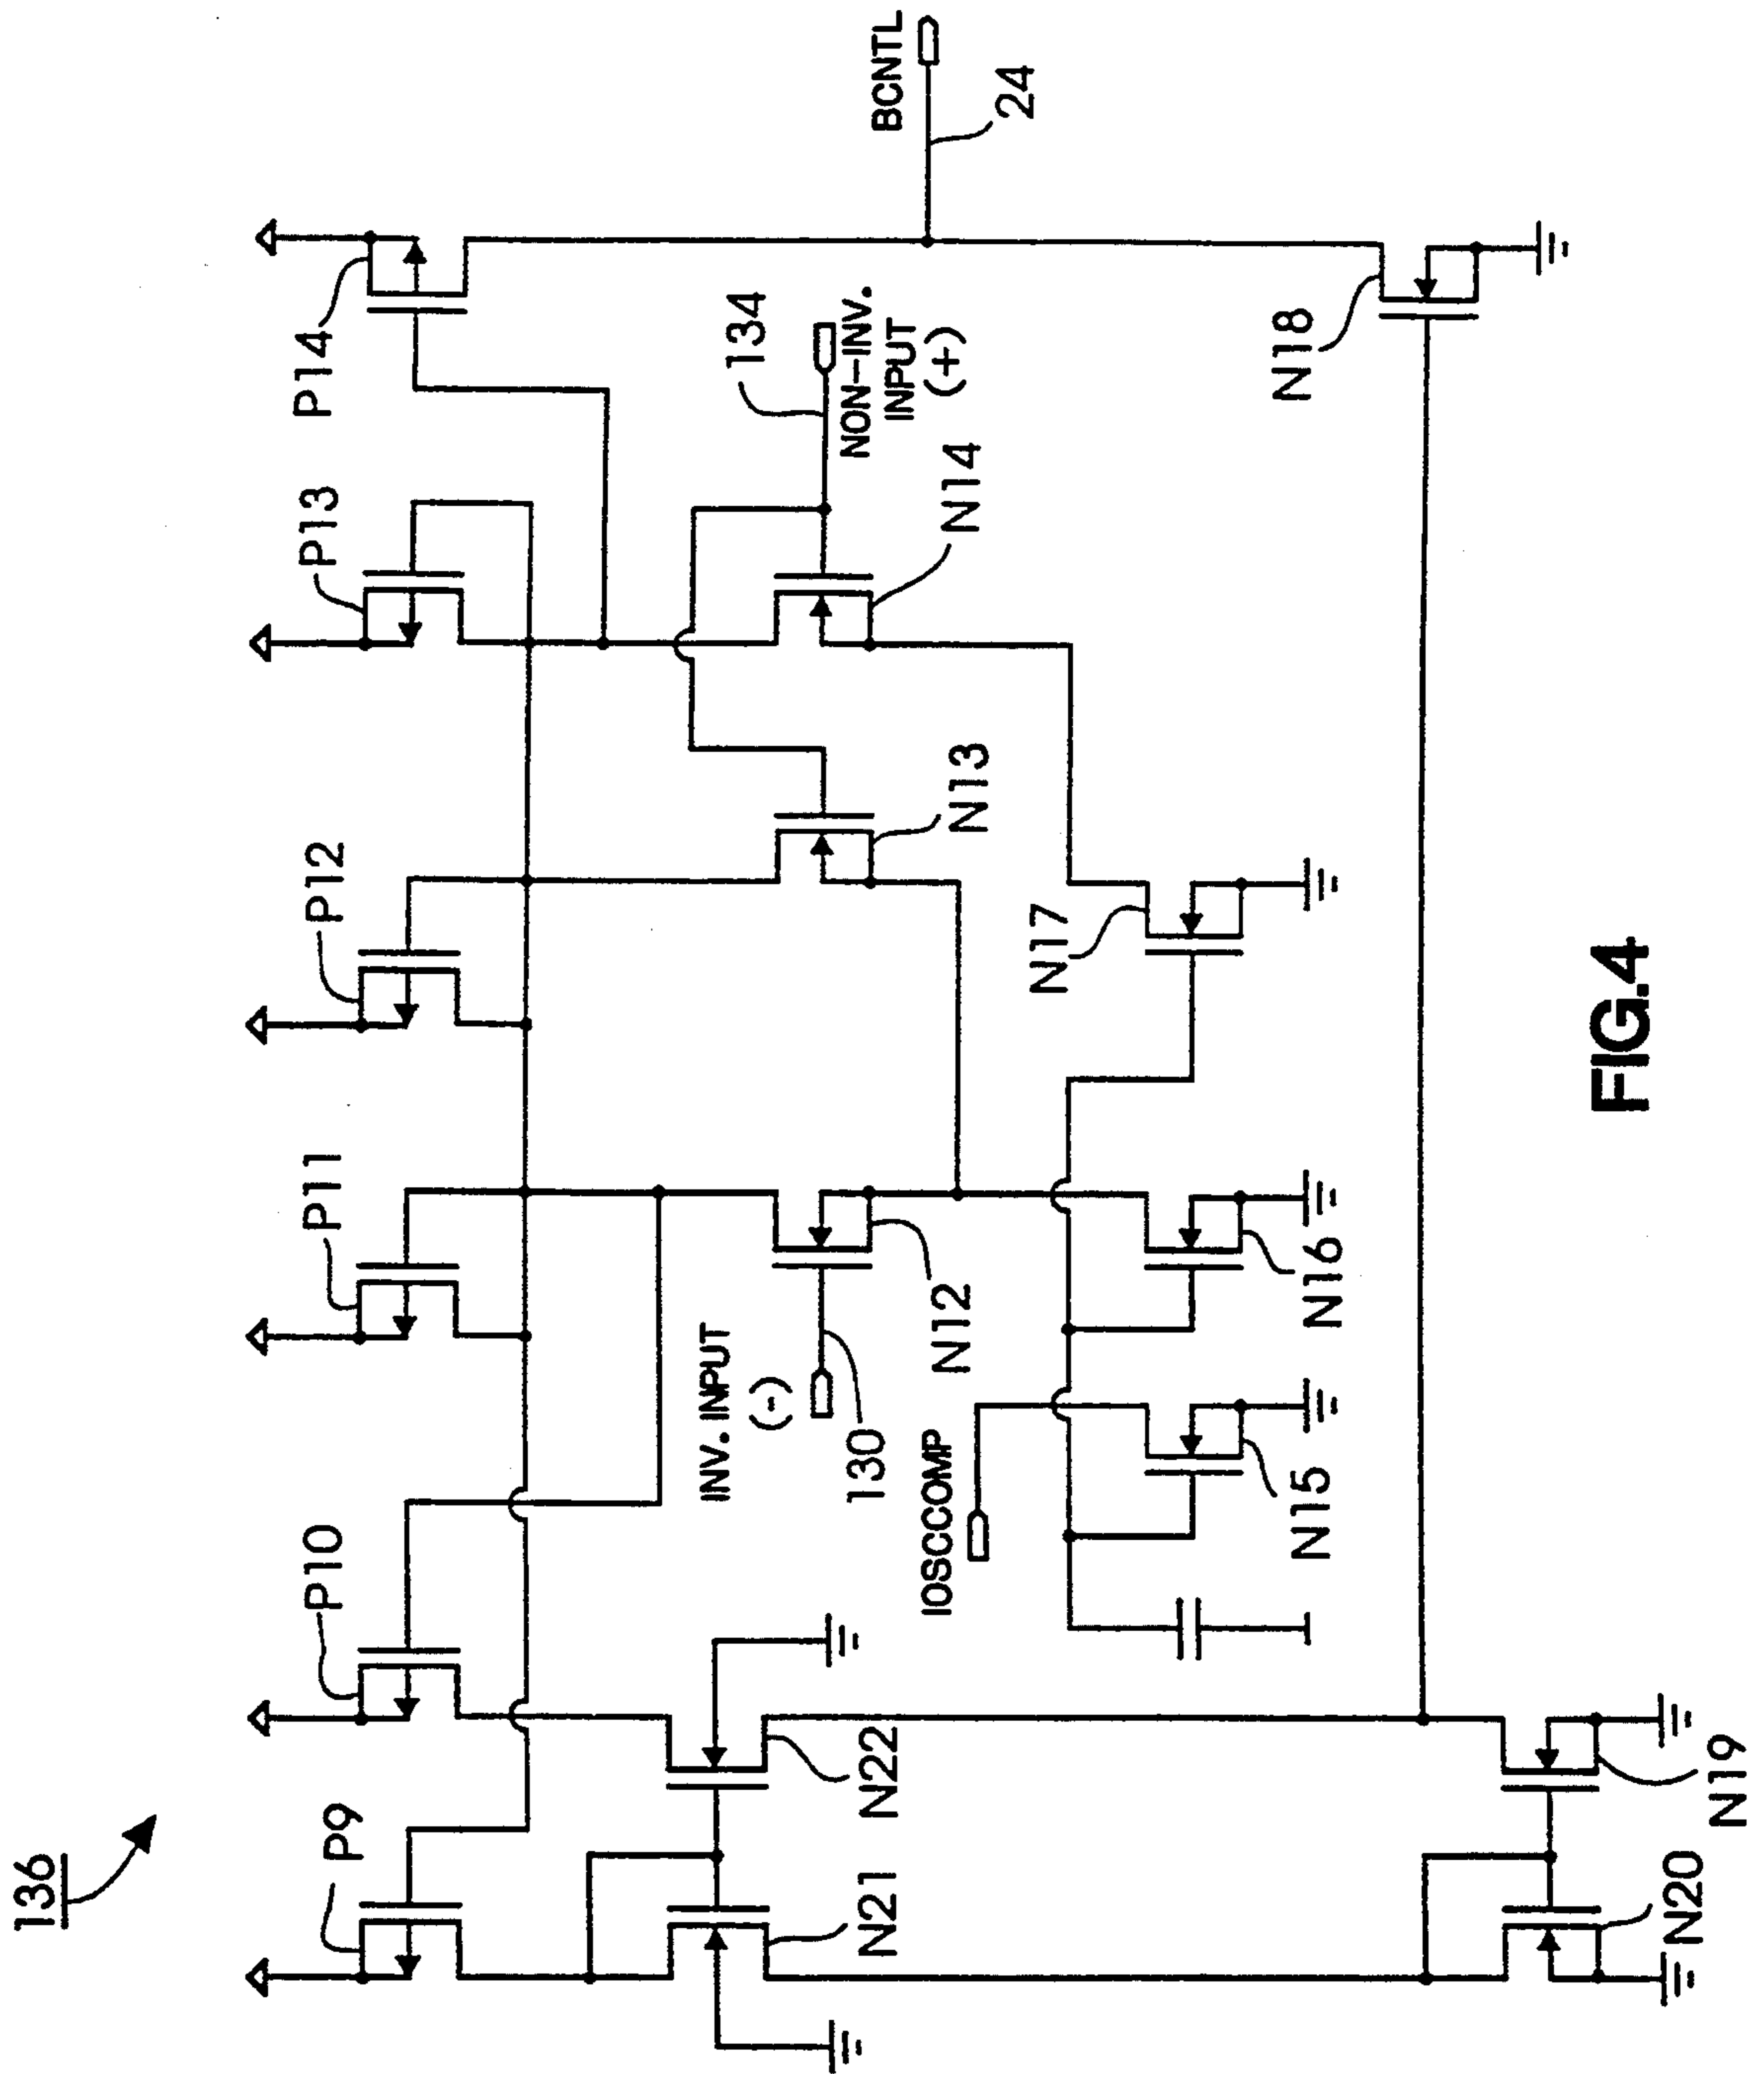 136
P9
P10
P11
P12
P13
P14
N21
N22
INV. INPUT
(-)
130
N12
N13
N14
134
NON-INV.
INPUT
(+)
BCNTL
24
IOSCCOMP
N15
N16
N17
N18
N20
N19
FIG.4